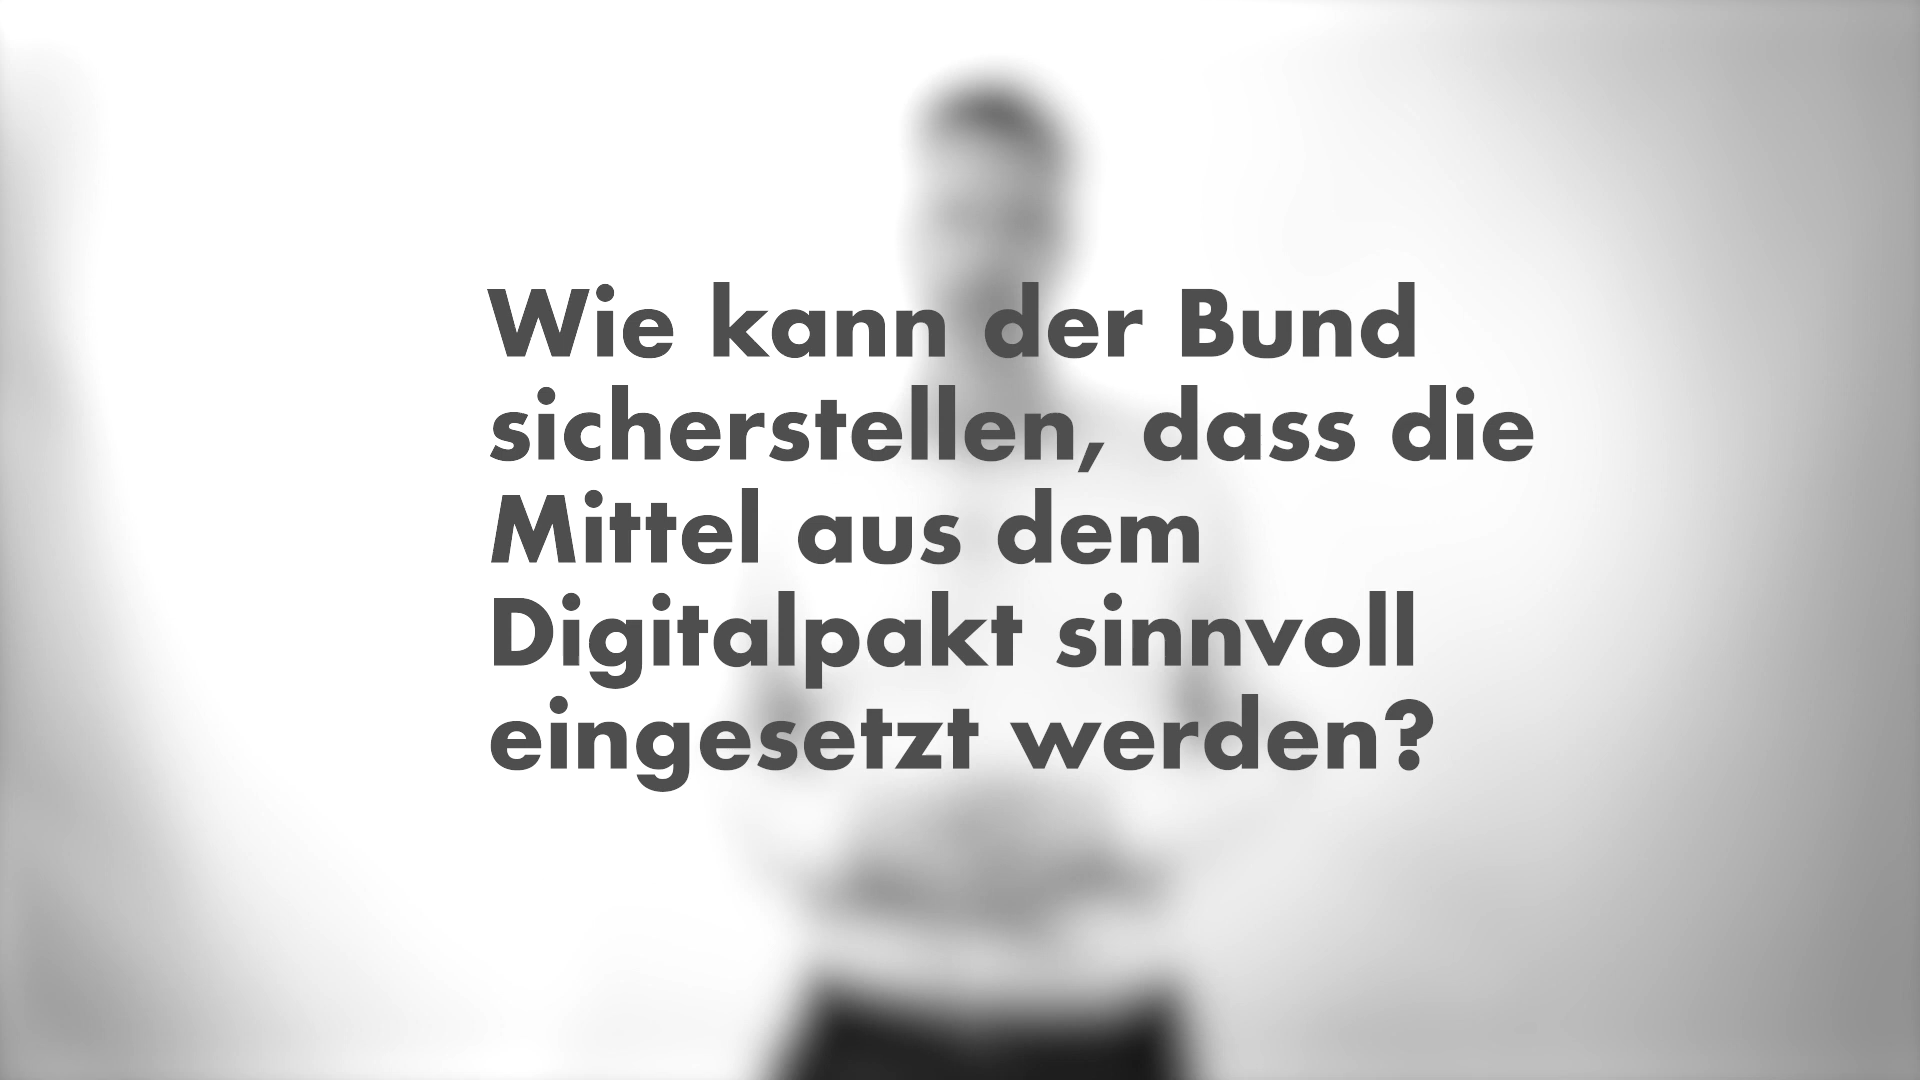 Wie kann der Bund
sicherstellen, dass die
Mittel aus dem
Digitalpakt sinnvoll
eingesetzt werden?